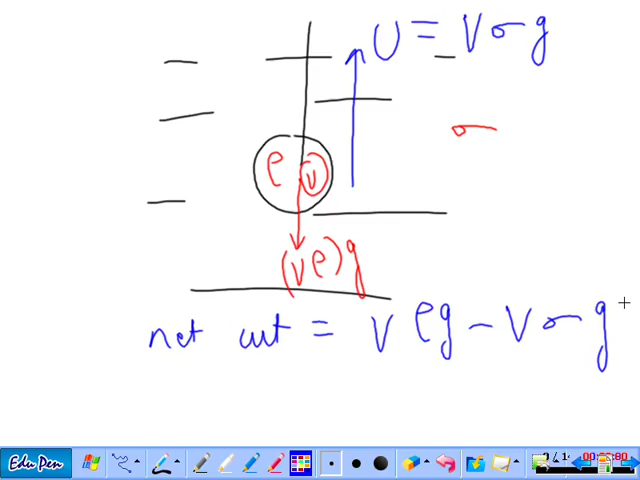 U = Vσg
σ
ρ v
(vρ)g
net wt = vρg - vσg
Edu Pen